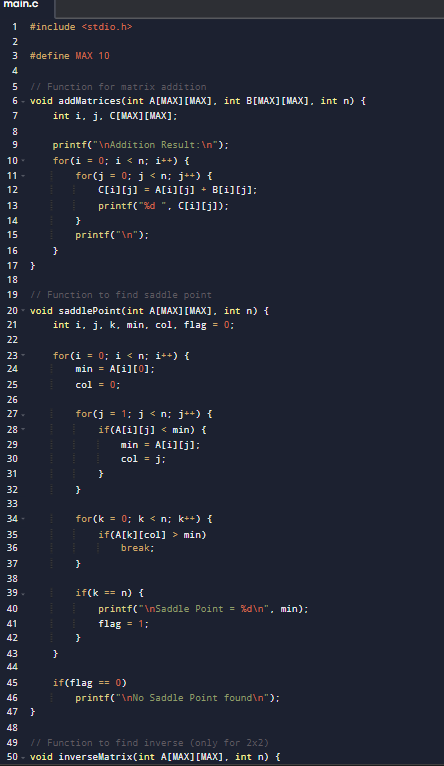 main.c
1 #include <stdio.h>
2
3 #define MAX 10
4
5 // Function for matrix addition
6 void addMatrices(int A[MAX][MAX], int B[MAX][MAX], int n) {
7     int i, j, C[MAX][MAX];
8
9     printf("\nAddition Result:\n");
10     for(i = 0; i < n; i++) {
11         for(j = 0; j < n; j++) {
12             C[i][j] = A[i][j] + B[i][j];
13             printf("%d ", C[i][j]);
14         }
15         printf("\n");
16     }
17 }
18
19 // Function to find saddle point
20 void saddlePoint(int A[MAX][MAX], int n) {
21     int i, j, k, min, col, flag = 0;
22
23     for(i = 0; i < n; i++) {
24         min = A[i][0];
25         col = 0;
26
27         for(j = 1; j < n; j++) {
28             if(A[i][j] < min) {
29                 min = A[i][j];
30                 col = j;
31             }
32         }
33
34         for(k = 0; k < n; k++) {
35             if(A[k][col] > min)
36                 break;
37         }
38
39         if(k == n) {
40             printf("\nSaddle Point = %d\n", min);
41             flag = 1;
42         }
43     }
44
45     if(flag == 0)
46         printf("\nNo Saddle Point found\n");
47 }
48
49 // Function to find inverse (only for 2x2)
50 void inverseMatrix(int A[MAX][MAX], int n) {